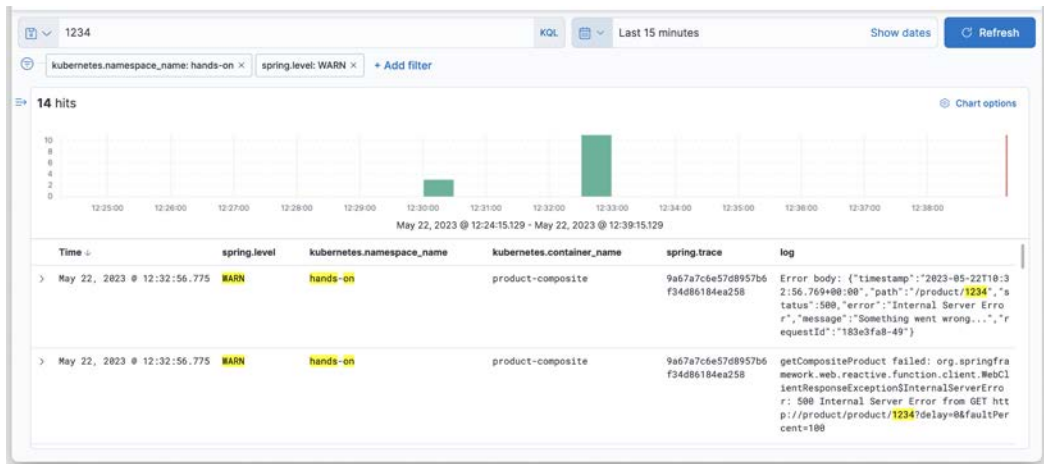 1234 KQL Last 15 minutes Show dates Refresh
kubernetes.namespace_name: hands-on × spring.level: WARN × + Add filter
14 hits Chart options
10
8
6
4
2
0
12:25:00 12:26:00 12:27:00 12:28:00 12:29:00 12:30:00 12:31:00 12:32:00 12:33:00 12:34:00 12:35:00 12:36:00 12:37:00 12:38:00
May 22, 2023 @ 12:24:15.129 - May 22, 2023 @ 12:39:15.129
Time ↓ spring.level kubernetes.namespace_name kubernetes.container_name spring.trace log
May 22, 2023 @ 12:32:56.775 WARN hands-on product-composite 9a67a7c6e57d8957b6 Error body: {"timestamp":"2023-05-22T10:3
f34d86184ea258 2:56.769+00:00","path":"/product/1234","s
tatus":500,"error":"Internal Server Erro
r","message":"Something went wrong...","r
equestId":"183e3fa8-49"}
May 22, 2023 @ 12:32:56.775 WARN hands-on product-composite 9a67a7c6e57d8957b6 getCompositeProduct failed: org.springfra
f34d86184ea258 mework.web.reactive.function.client.WebCl
ientResponseException$InternalServerErro
r: 500 Internal Server Error from GET htt
p://product/product/1234?delay=0&faultPer
cent=100